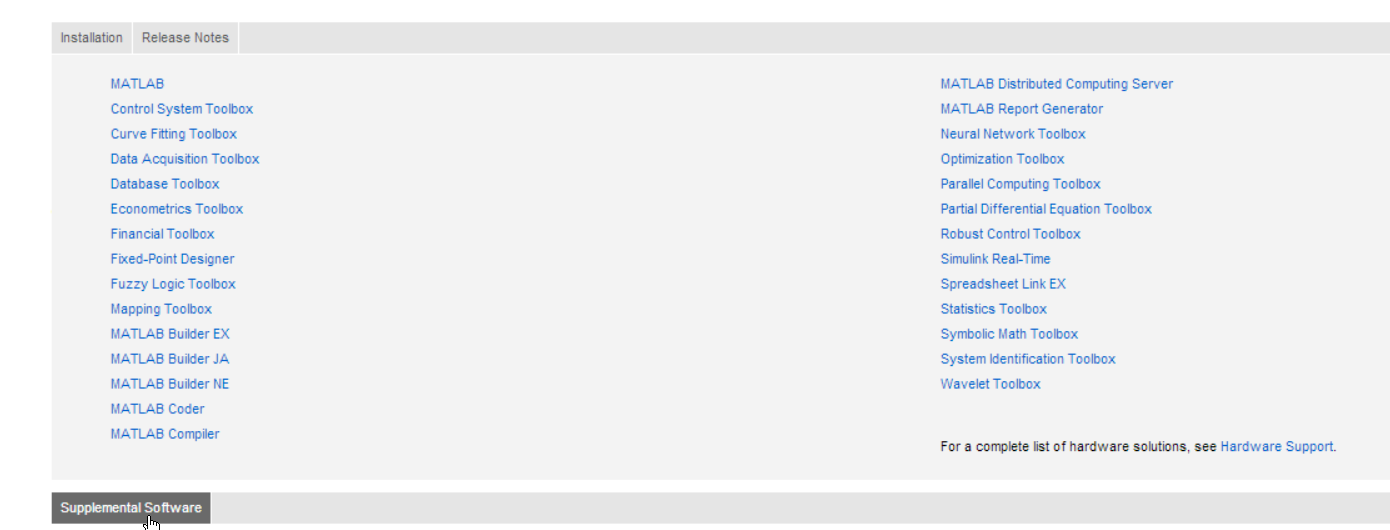 Installation Release Notes
MATLAB
Control System Toolbox
Curve Fitting Toolbox
Data Acquisition Toolbox
Database Toolbox
Econometrics Toolbox
Financial Toolbox
Fixed-Point Designer
Fuzzy Logic Toolbox
Mapping Toolbox
MATLAB Builder EX
MATLAB Builder JA
MATLAB Builder NE
MATLAB Coder
MATLAB Compiler
MATLAB Distributed Computing Server
MATLAB Report Generator
Neural Network Toolbox
Optimization Toolbox
Parallel Computing Toolbox
Partial Differential Equation Toolbox
Robust Control Toolbox
Simulink Real-Time
Spreadsheet Link EX
Statistics Toolbox
Symbolic Math Toolbox
System Identification Toolbox
Wavelet Toolbox
For a complete list of hardware solutions, see Hardware Support.
Supplemental Software